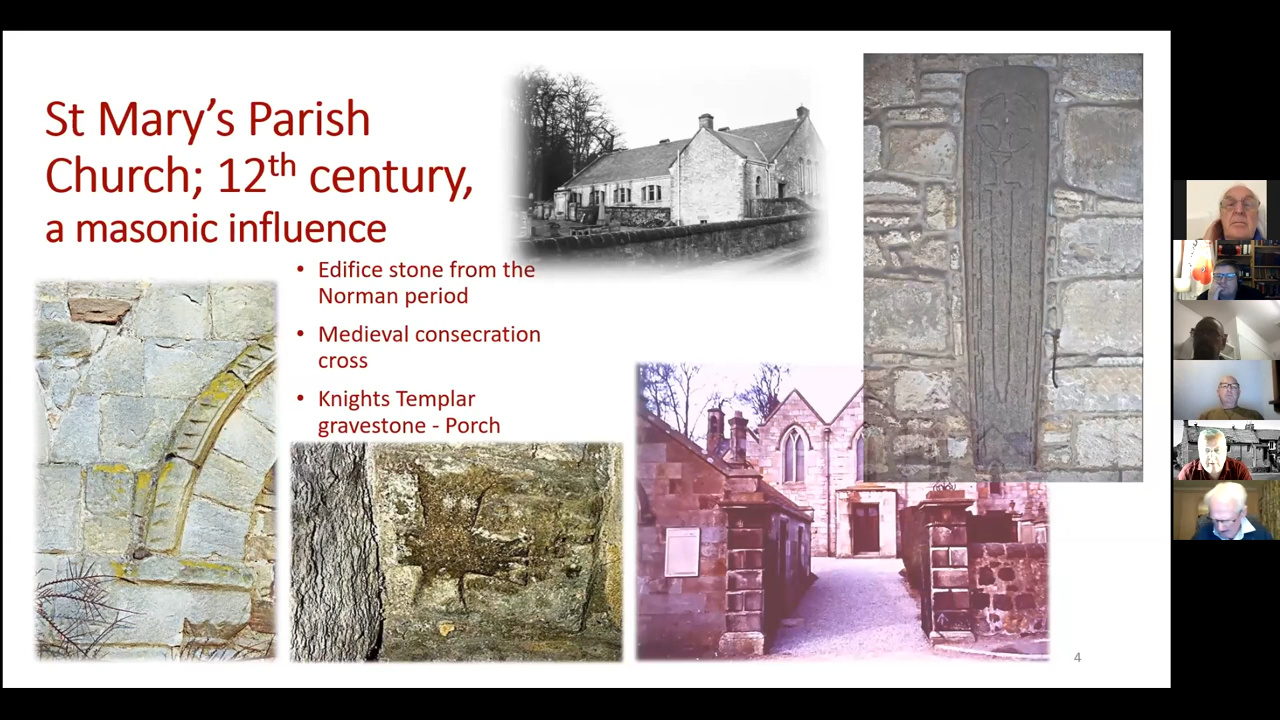 St Mary’s Parish
Church; 12th century,
a masonic influence
• Edifice stone from the
Norman period
• Medieval consecration
cross
• Knights Templar
gravestone - Porch
4